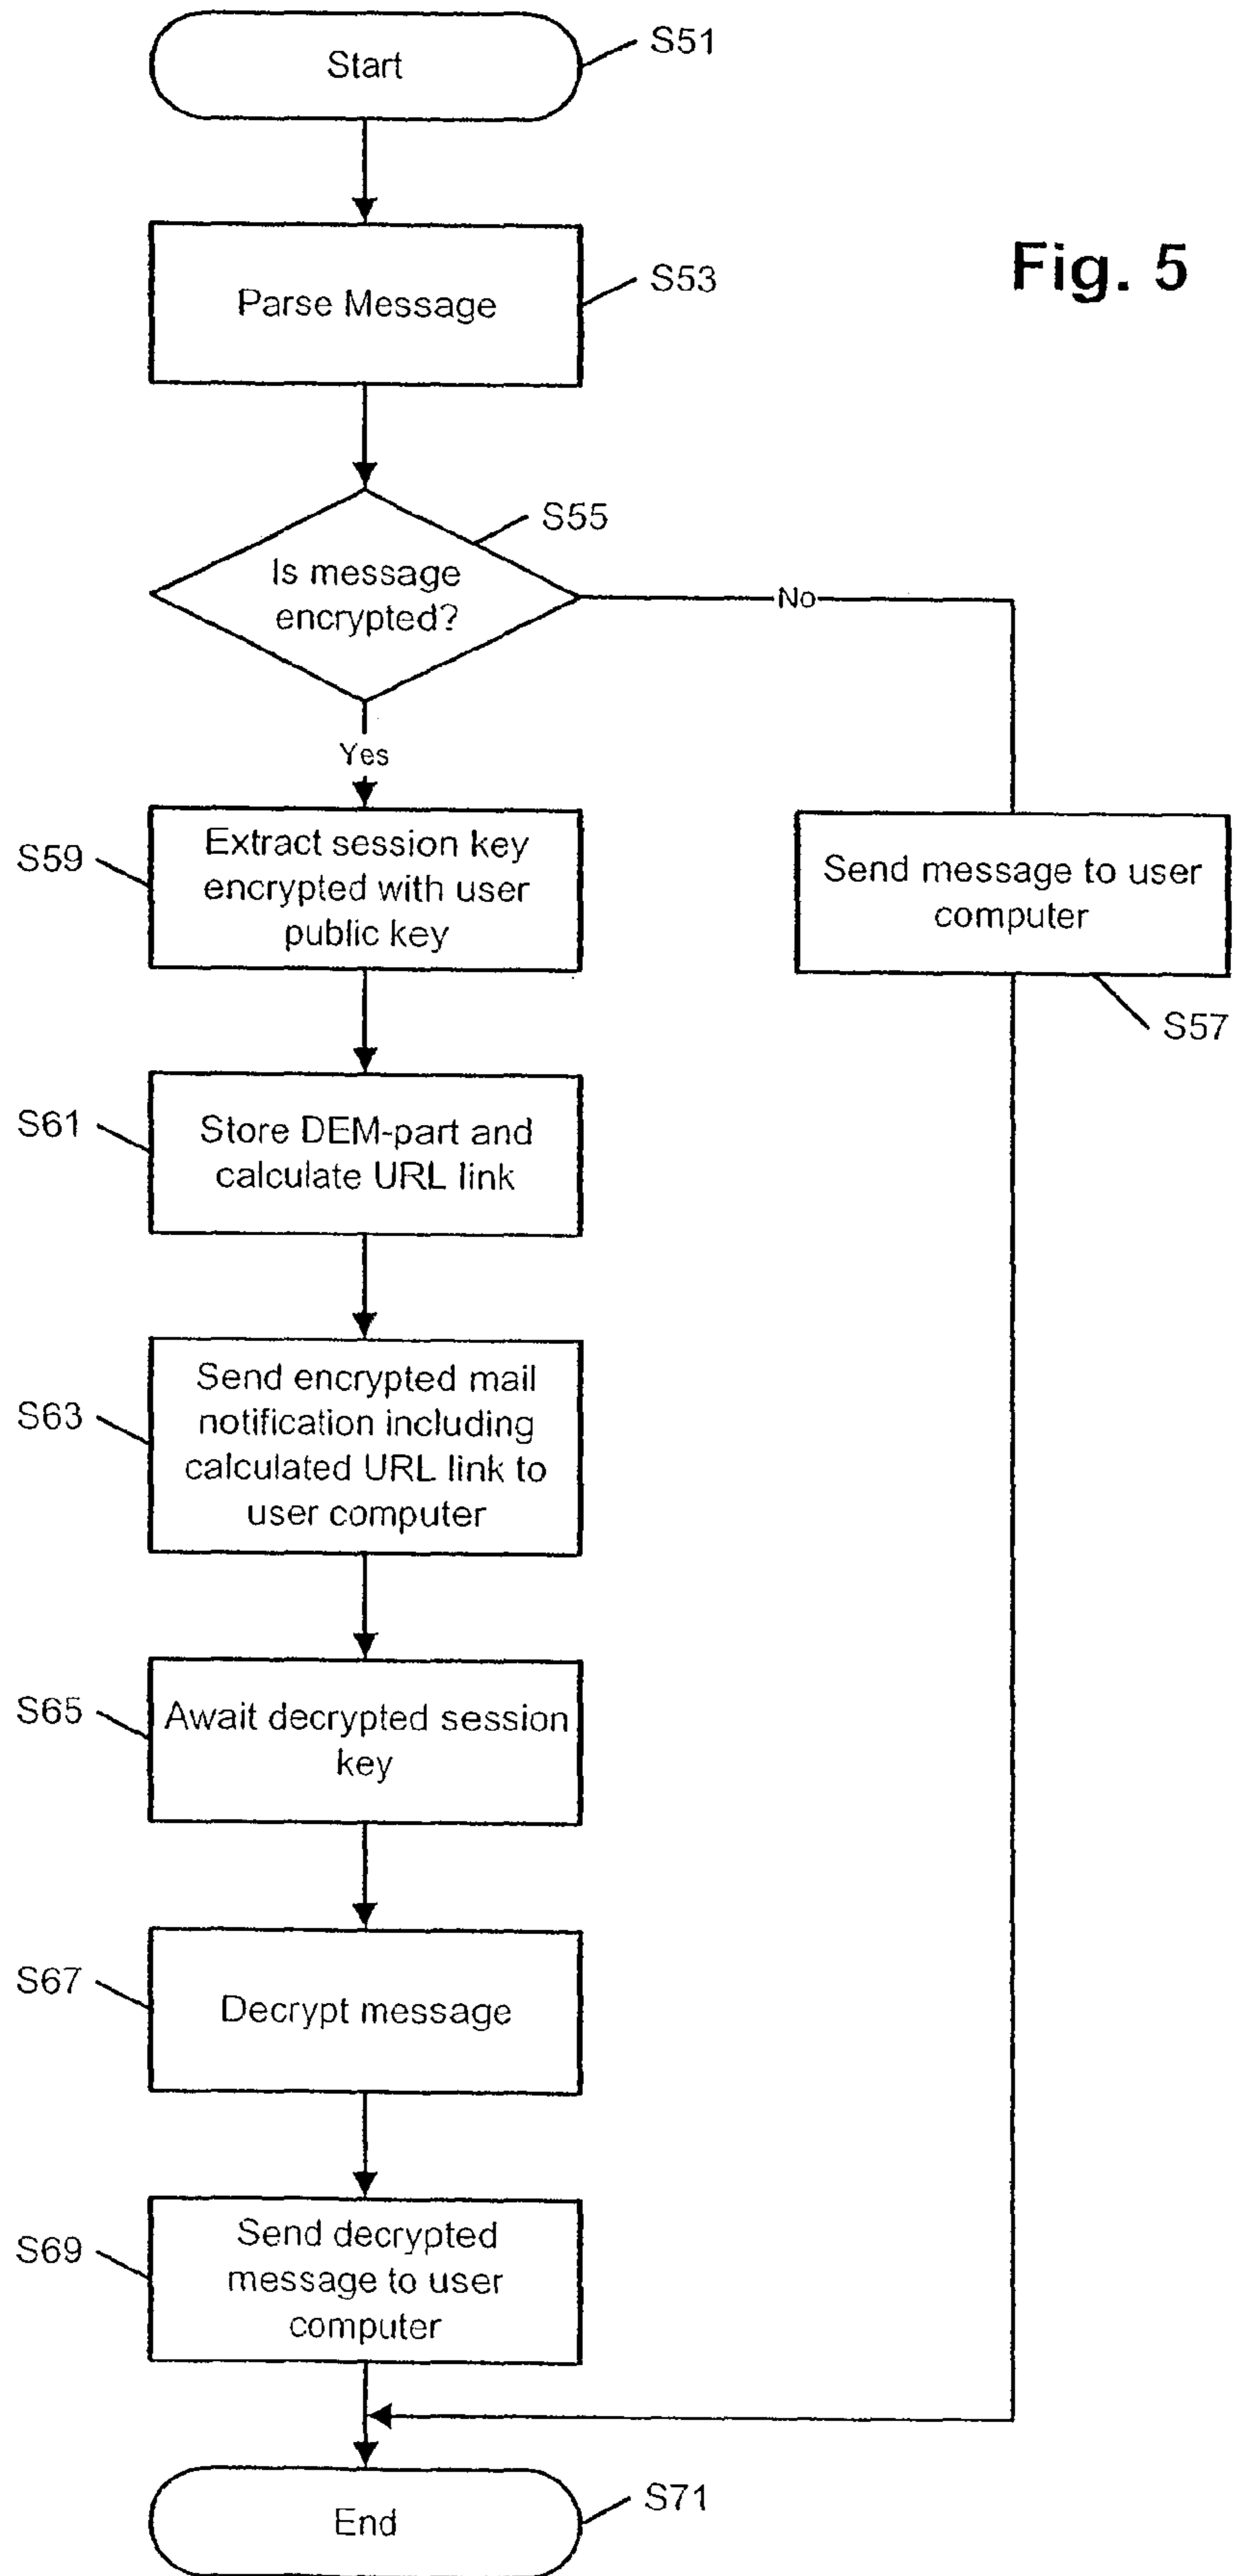 Start
S51
Fig. 5
Parse Message
S53
S55
Is message
encrypted?
No
Yes
S59
Extract session key
encrypted with user
public key
Send message to user
computer
S57
S61
Store DEM-part and
calculate URL link
S63
Send encrypted mail
notification including
calculated URL link to
user computer
S65
Await decrypted session
key
S67
Decrypt message
S69
Send decrypted
message to user
computer
End
S71